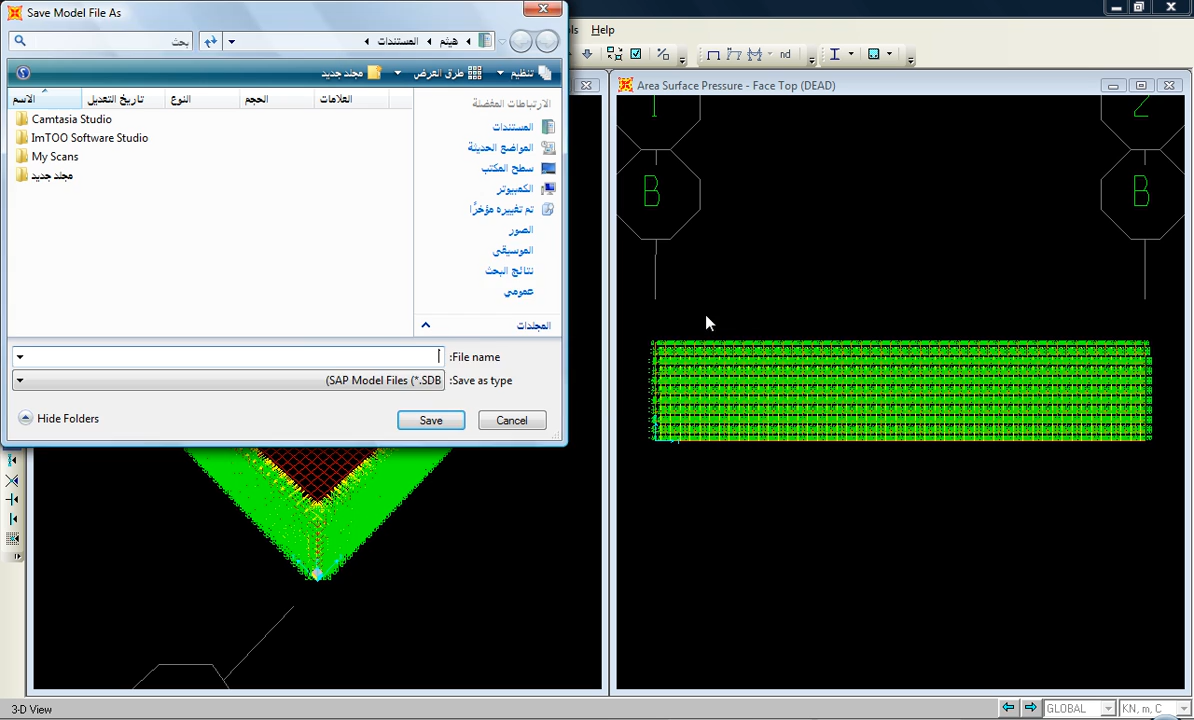 Save Model File As
المستندات
هيثم
بحث
تنظيم
طرق العرض
مجلد جديد
الاسم
تاريخ التعديل
النوع
الحجم
العلامات
Camtasia Studio
ImTOO Software Studio
My Scans
مجلد جديد
الارتباطات المفضلة
المستندات
المواضع الحديثة
سطح المكتب
الكمبيوتر
تم تغييره مؤخرًا
الصور
الموسيقى
نتائج البحث
عمومي
المجلدات
:File name
:Save as type
(SAP Model Files (*.SDB
Hide Folders
Save
Cancel
Help
nd
Area Surface Pressure - Face Top (DEAD)
1
2
B
B
3-D View
GLOBAL
KN, m, C